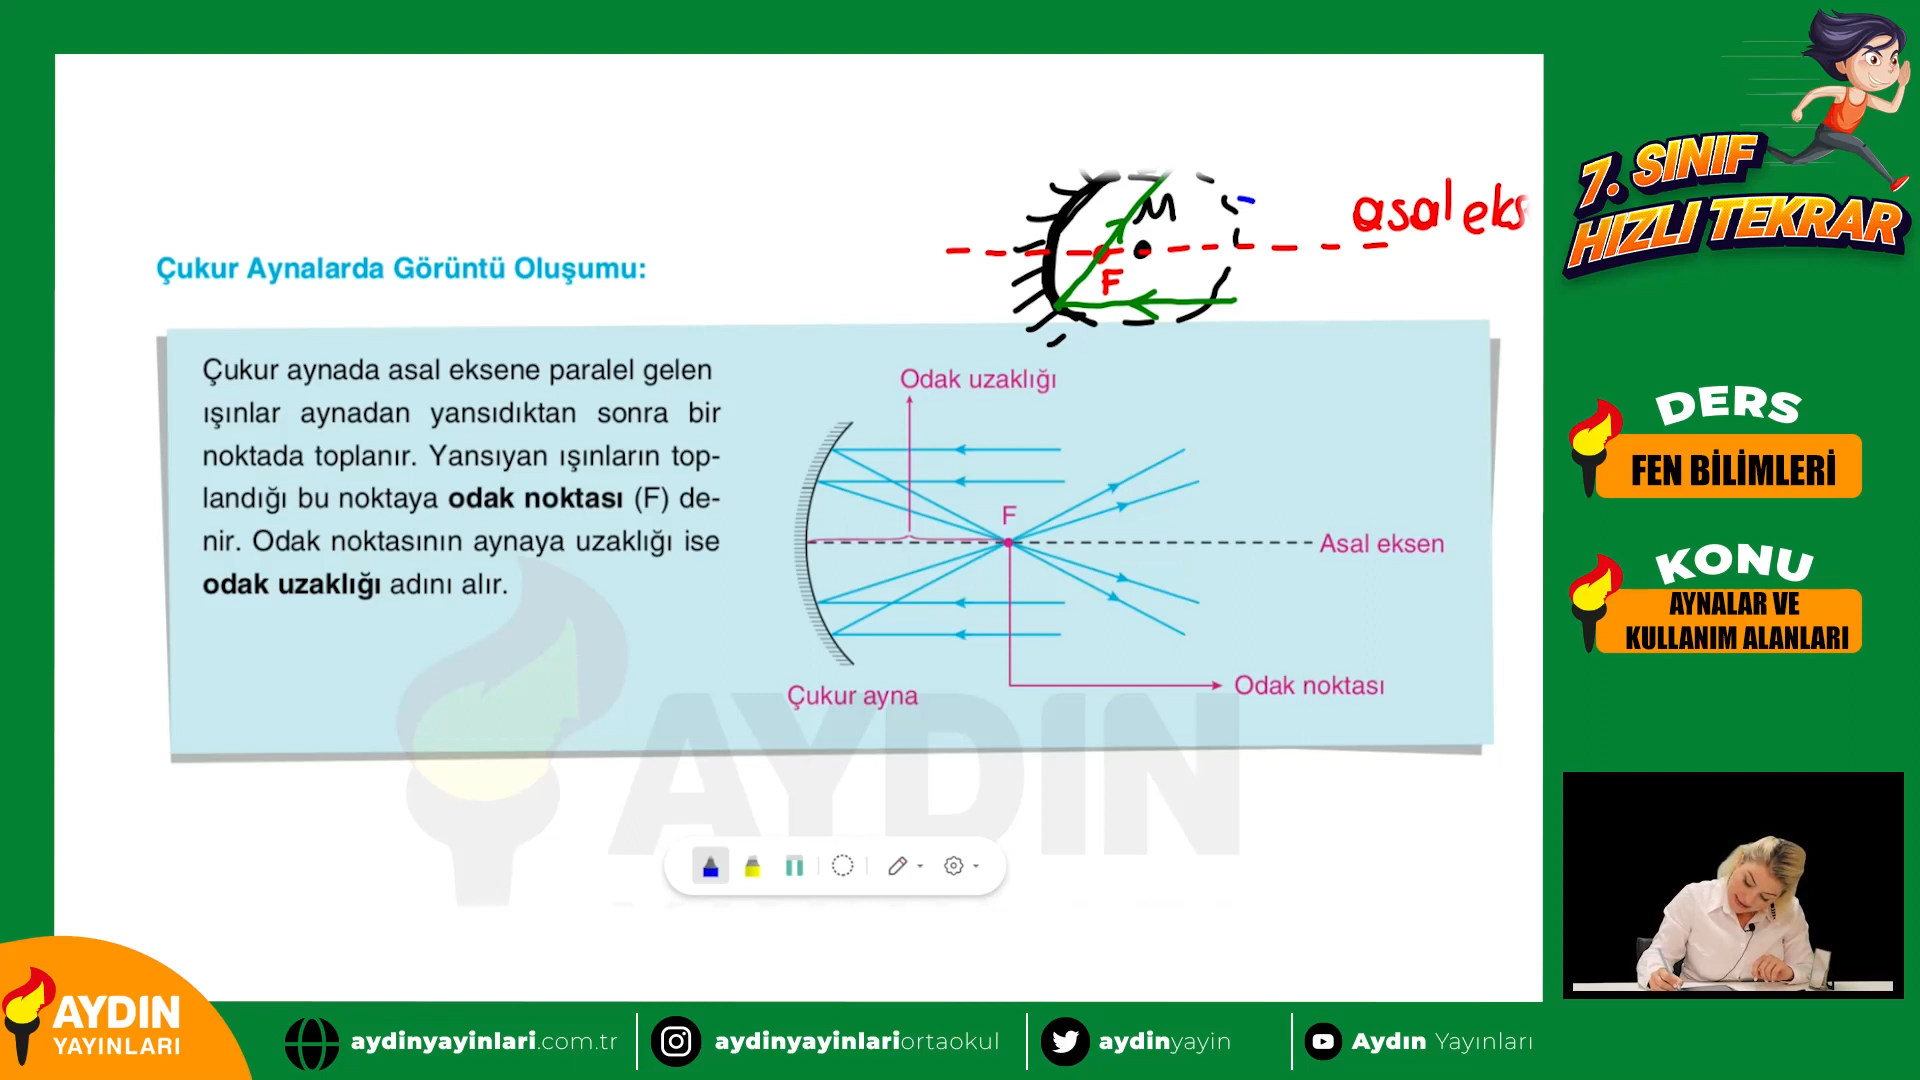 7. SINIF
HIZLI TEKRAR
M
asal eks
F
Çukur Aynalarda Görüntü Oluşumu:
Çukur aynada asal eksene paralel gelen
ışınlar aynadan yansıdıktan sonra bir
noktada toplanır. Yansıyan ışınların top-
landığı bu noktaya odak noktası (F) de-
nir. Odak noktasının aynaya uzaklığı ise
odak uzaklığı adını alır.
Odak uzaklığı
F
Asal eksen
Odak noktası
Çukur ayna
AYDIN
DERS
FEN BİLİMLERİ
KONU
AYNALAR VE
KULLANIM ALANLARI
AYDIN
YAYINLARI
aydinyayinlari.com.tr
aydinyayinlariortaokul
aydinyayin
Aydın Yayınları